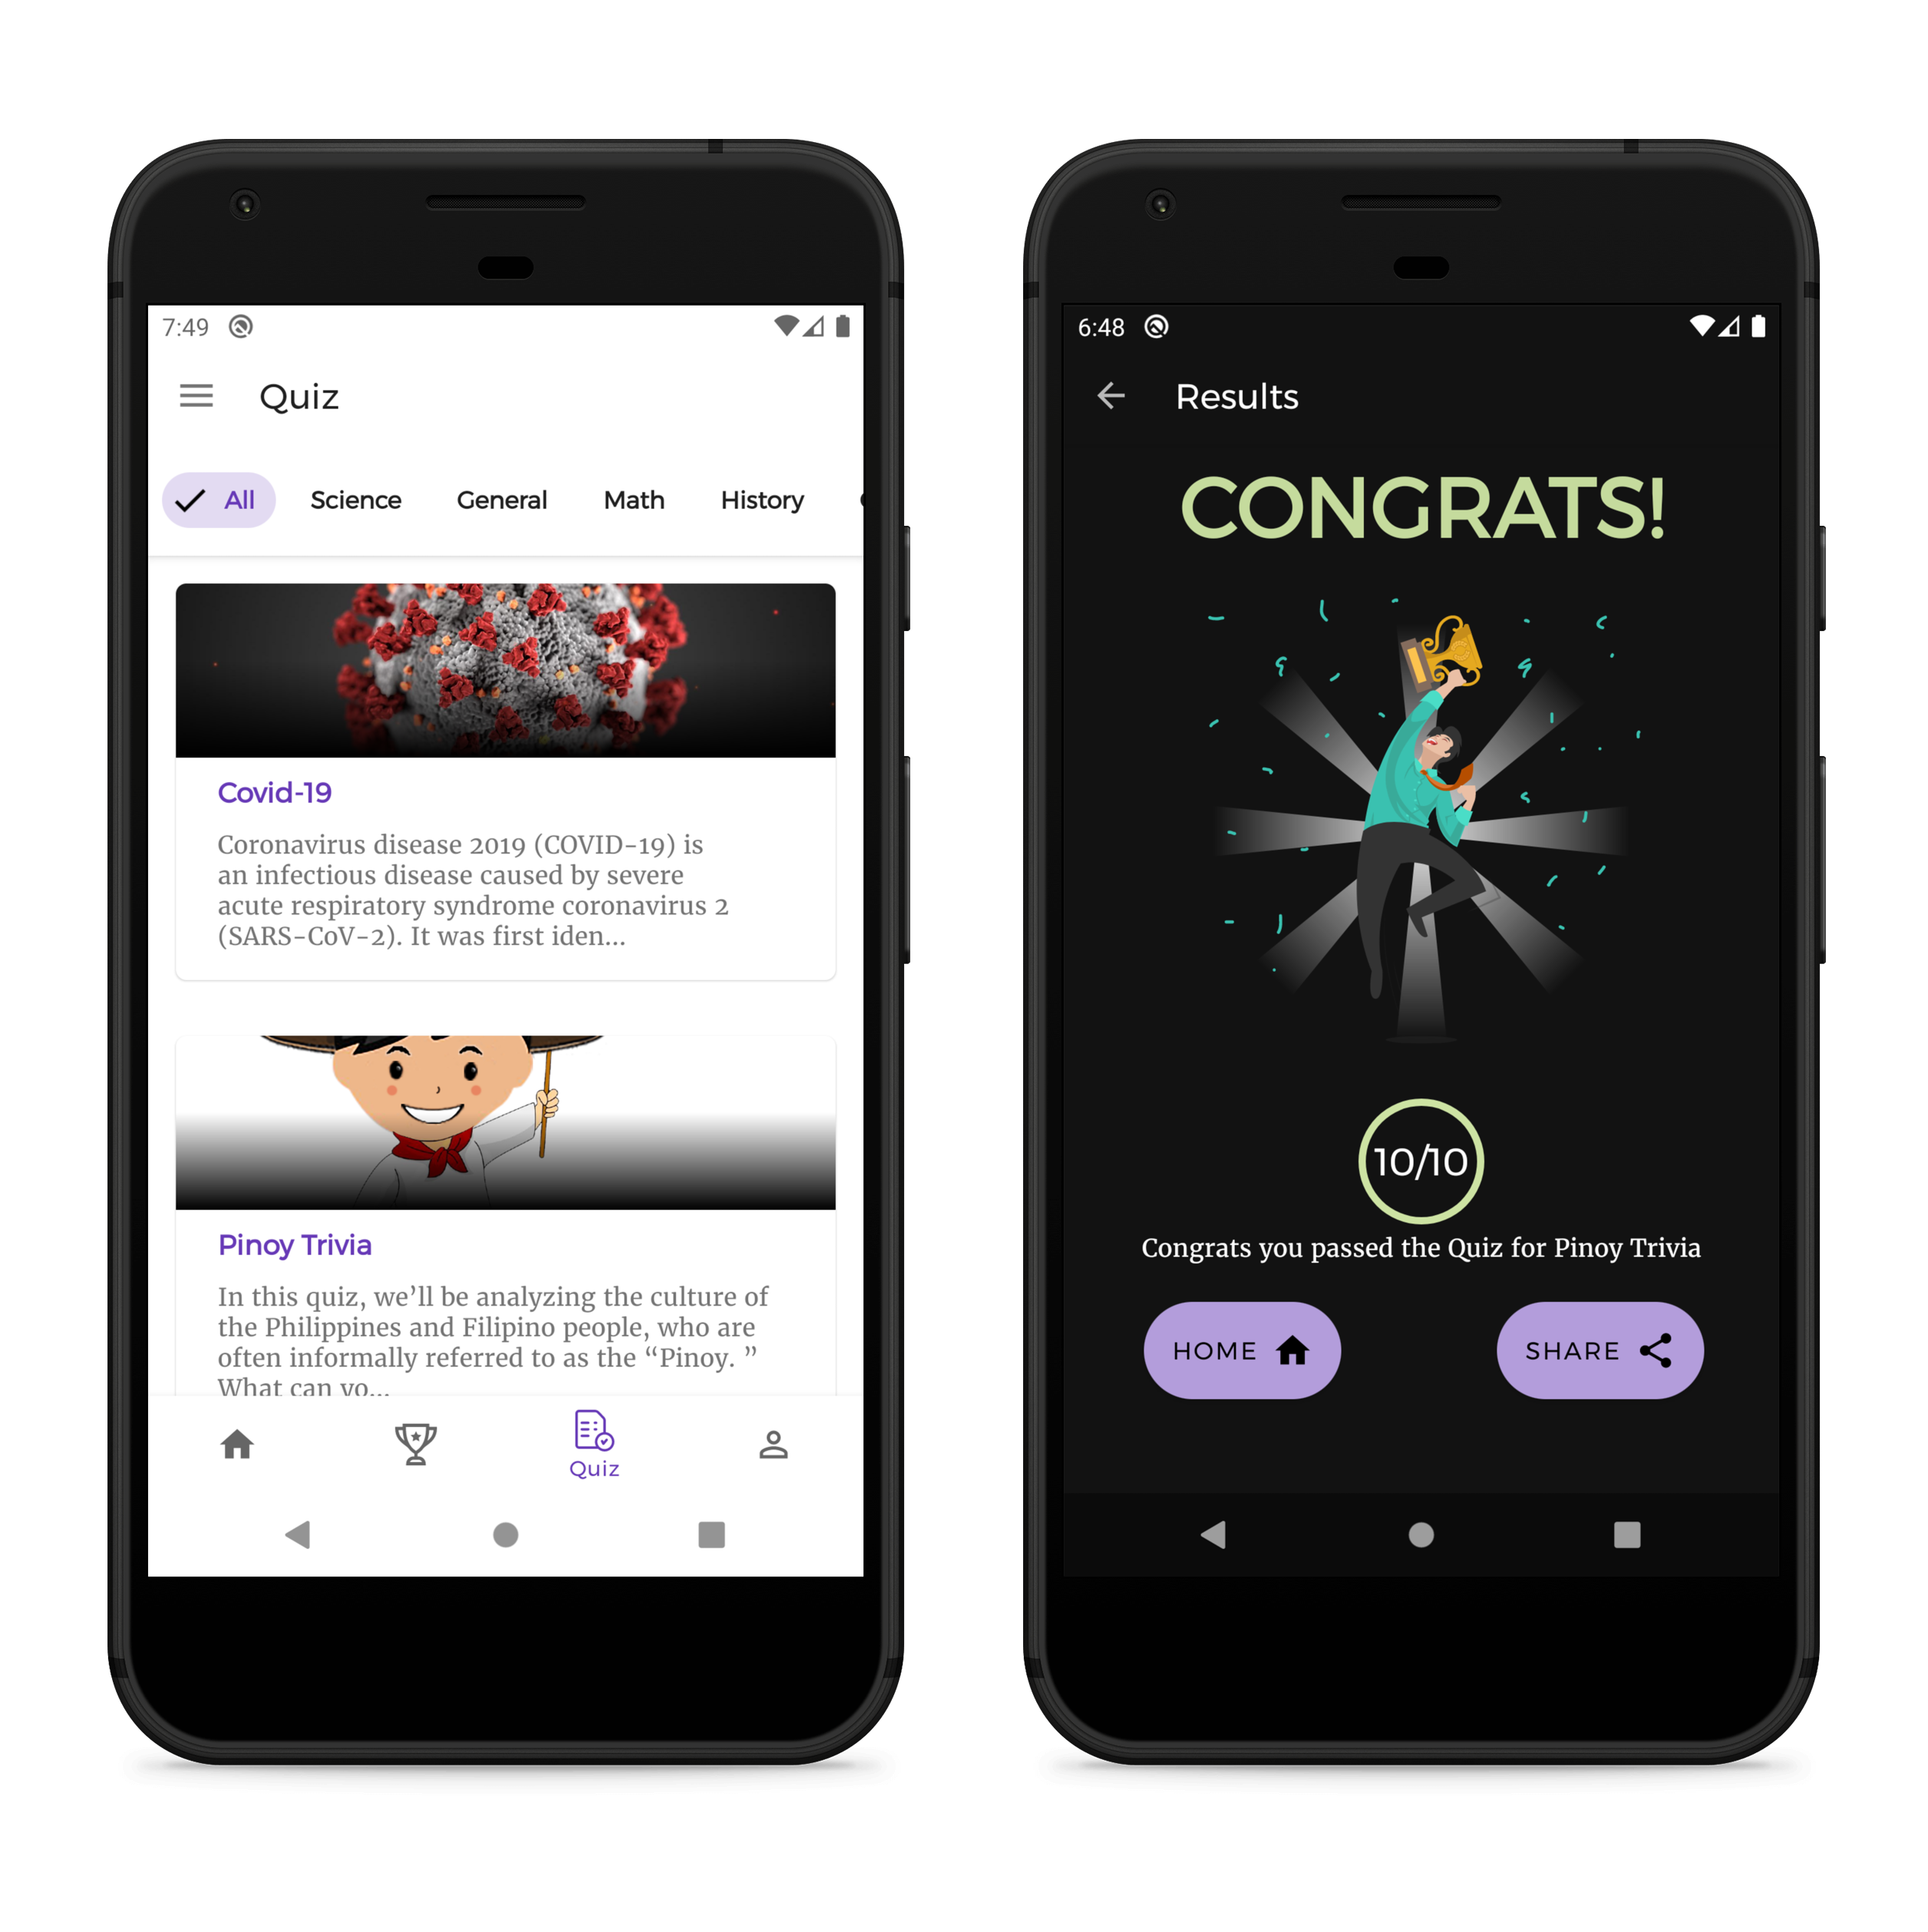 7:49
Quiz
All Science General Math History
Covid-19
Coronavirus disease 2019 (COVID-19) is
an infectious disease caused by severe
acute respiratory syndrome coronavirus 2
(SARS-CoV-2). It was first iden...
Pinoy Trivia
In this quiz, we’ll be analyzing the culture of
the Philippines and Filipino people, who are
often informally referred to as the “Pinoy. ”
What can yo...
Quiz
6:48
Results
CONGRATS!
10/10
Congrats you passed the Quiz for Pinoy Trivia
HOME SHARE